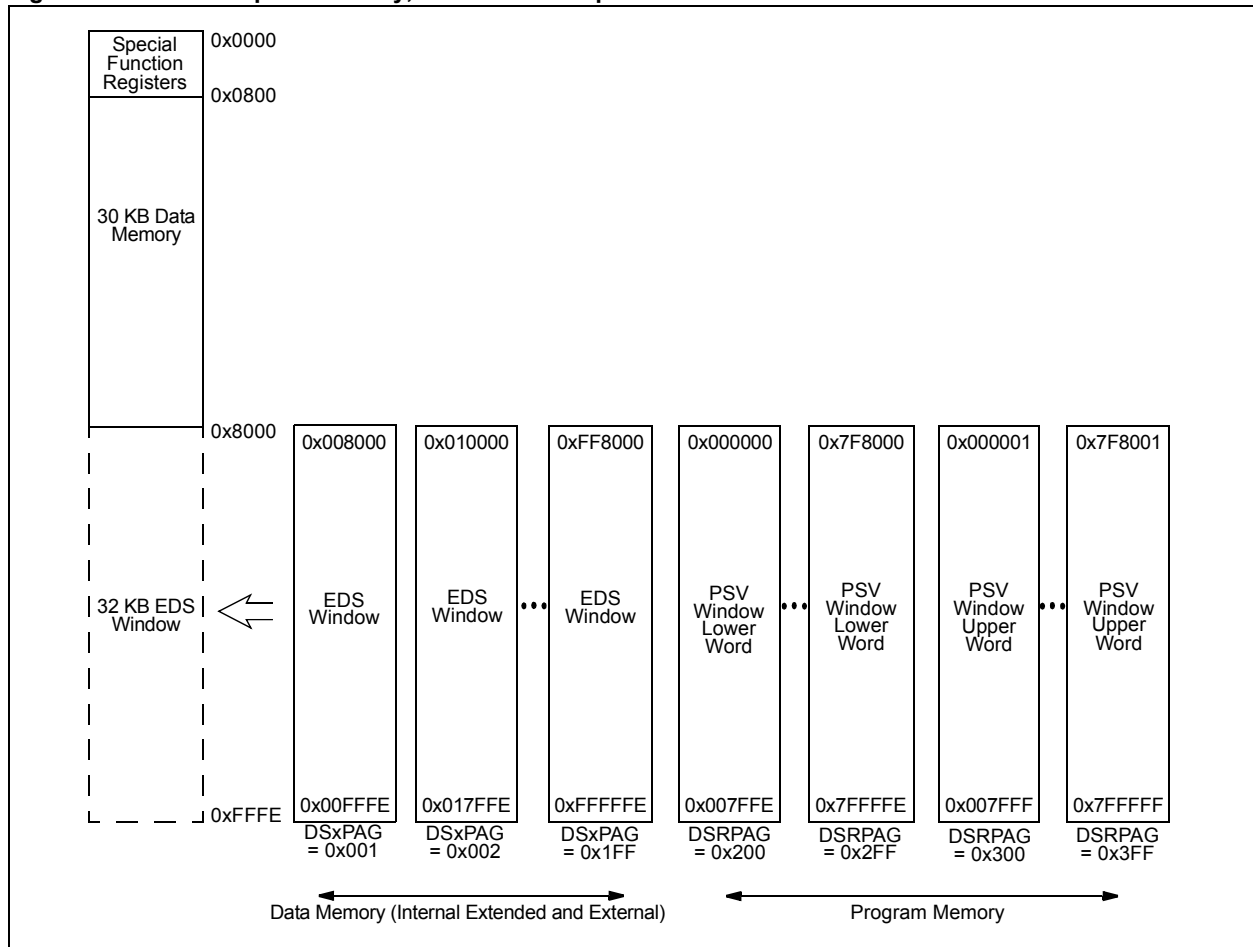 Special
Function
Registers
0x0000
0x0800
30 KB Data
Memory
0x8000
32 KB EDS
Window
0xFFFE
0x008000
EDS
Window
0x00FFFE
DSxPAG
= 0x001
0x010000
EDS
Window
0x017FFE
DSxPAG
= 0x002
0xFF8000
EDS
Window
0xFFFFFE
DSxPAG
= 0x1FF
0x000000
PSV
Window
Lower
Word
0x007FFE
DSRPAG
= 0x200
0x7F8000
PSV
Window
Lower
Word
0x7FFFFE
DSRPAG
= 0x2FF
0x000001
PSV
Window
Upper
Word
0x007FFF
DSRPAG
= 0x300
0x7F8001
PSV
Window
Upper
Word
0x7FFFFF
DSRPAG
= 0x3FF
Data Memory (Internal Extended and External)
Program Memory